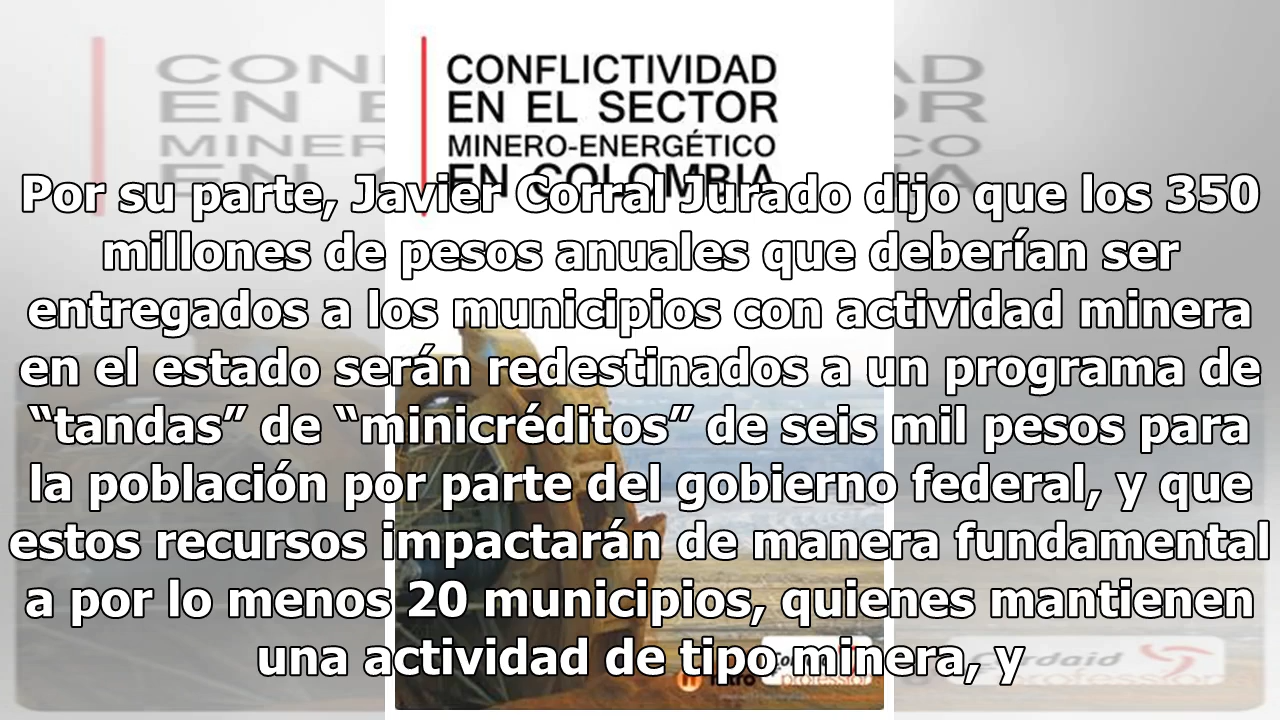 CONFLICTIVIDAD
EN EL SECTOR
MINERO-ENERGÉTICO
EN COLOMBIA
Por su parte, Javier Corral Jurado dijo que los 350
millones de pesos anuales que deberían ser
entregados a los municipios con actividad minera
en el estado serán redestinados a un programa de
“tandas” de “minicréditos” de seis mil pesos para
la población por parte del gobierno federal, y que
estos recursos impactarán de manera fundamental
a por lo menos 20 municipios, quienes mantienen
una actividad de tipo minera, y